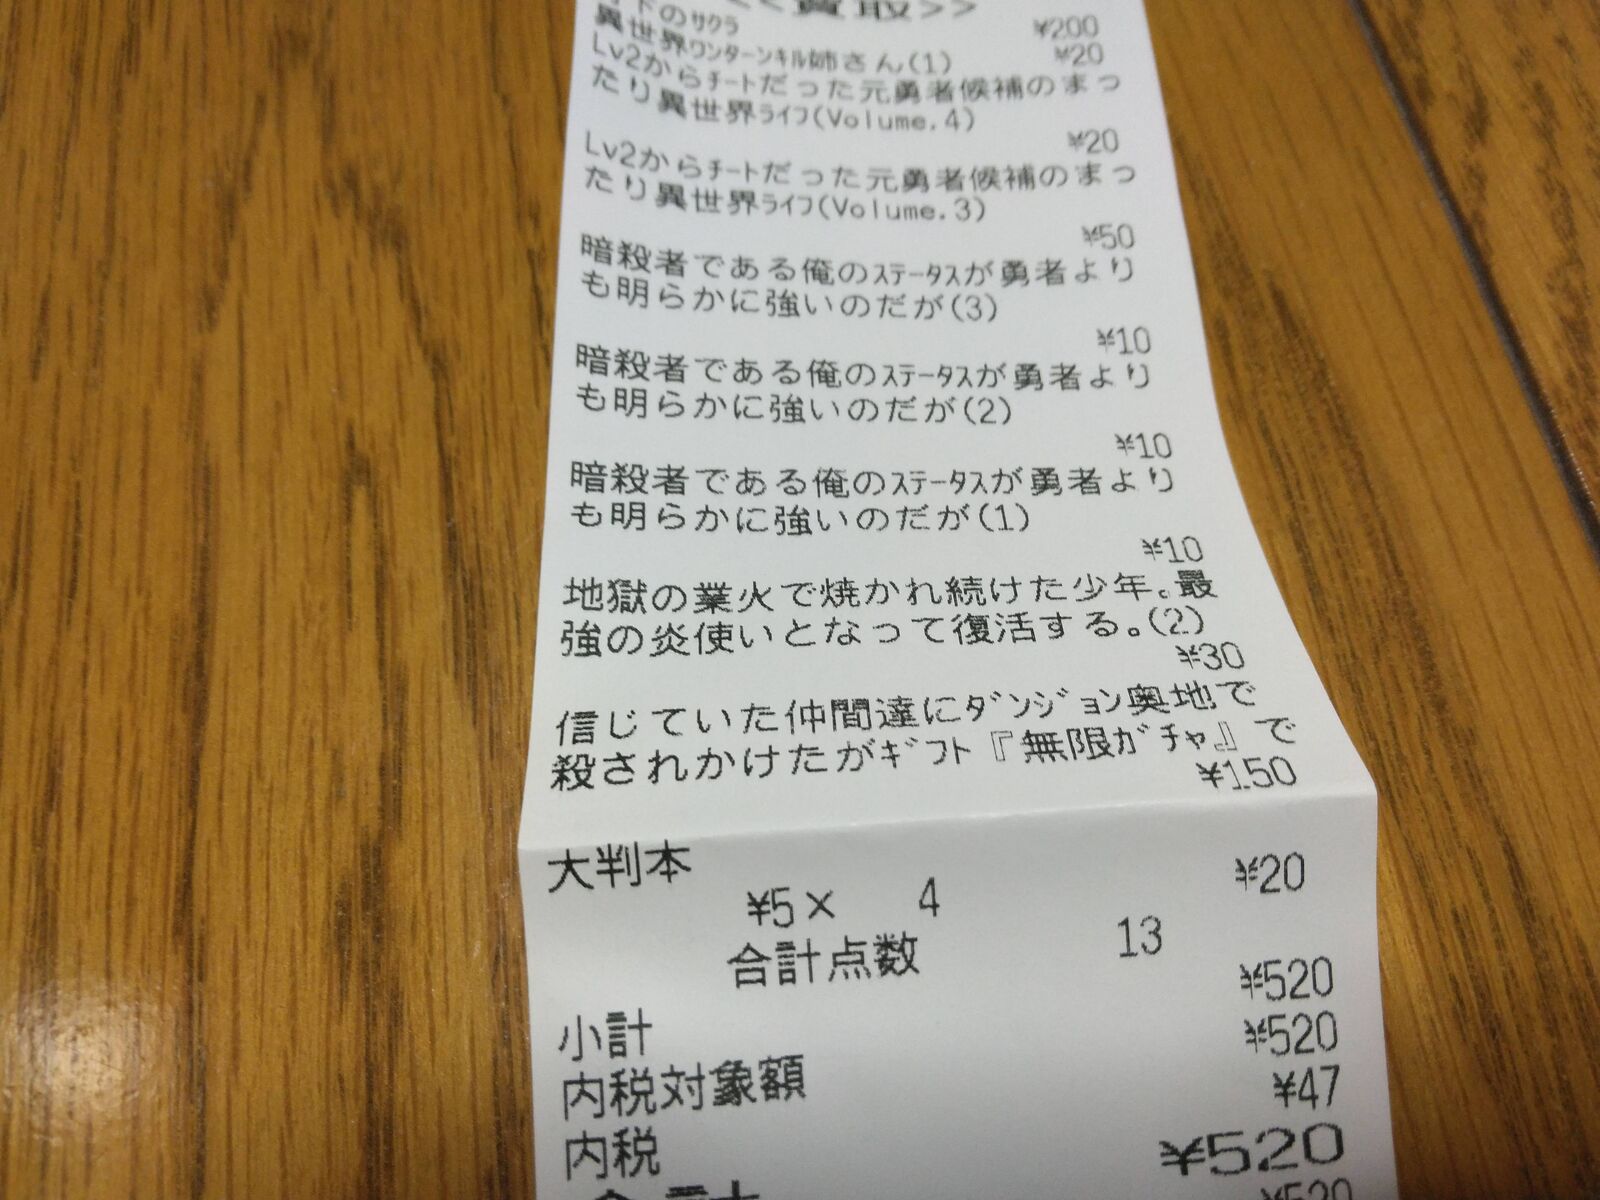 <<買取>>
ドのサクラ
¥200
異世界ワンターンキル姉さん(1)
¥20
Lv2からチートだった元勇者候補のまっ
たり異世界ライフ(Volume.4)
¥20
Lv2からチートだった元勇者候補のまっ
たり異世界ライフ(Volume.3)
¥50
暗殺者である俺のステータスが勇者より
も明らかに強いのだが(3)
¥10
暗殺者である俺のステータスが勇者より
も明らかに強いのだが(2)
¥10
暗殺者である俺のステータスが勇者より
も明らかに強いのだが(1)
¥10
地獄の業火で焼かれ続けた少年。最
強の炎使いとなって復活する。(2)
¥30
信じていた仲間達にダンジョン奥地で
殺されかけたがギフト『無限ガチャ』で
¥150
大判本
¥20
¥5× 4
合計点数 13
¥520
小計 ¥520
内税対象額 ¥47
内税 ¥520
合計 ¥520